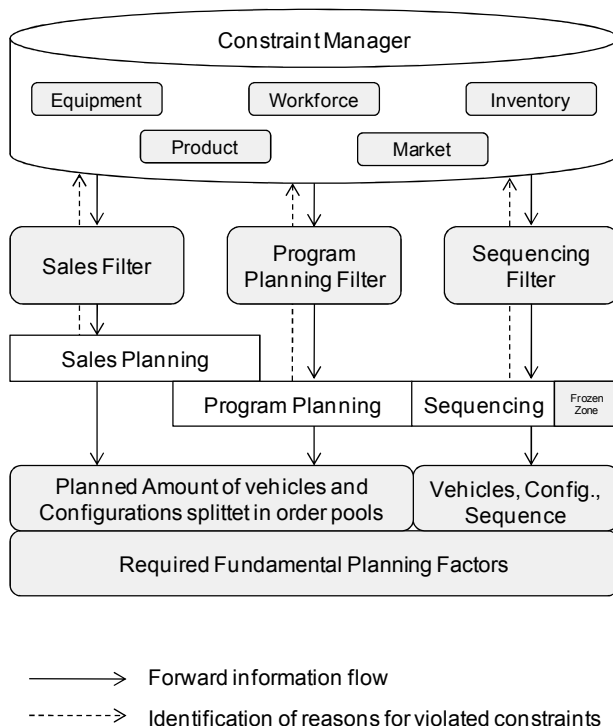 Constraint Manager
Equipment
Workforce
Inventory
Product
Market
Sales Filter
Program
Planning Filter
Sequencing
Filter
Sales Planning
Program Planning
Sequencing
Frozen
Zone
Planned Amount of vehicles and
Configurations splittet in order pools
Vehicles, Config.,
Sequence
Required Fundamental Planning Factors
Forward information flow
Identification of reasons for violated constraints